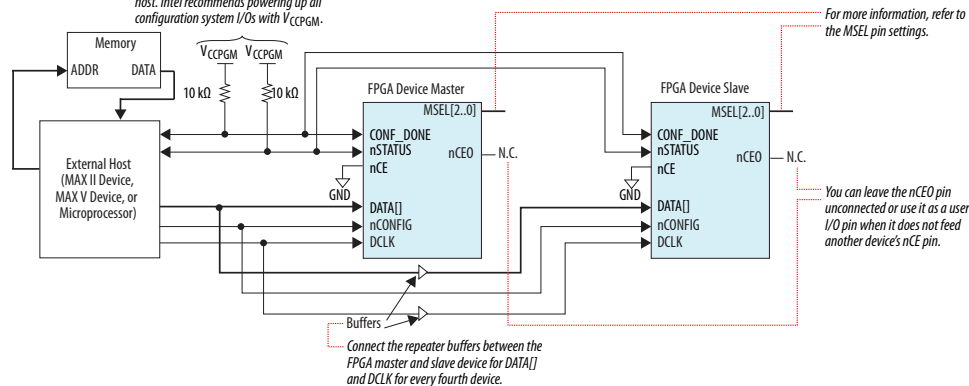 host. Intel recommends powering up all
configuration system I/Os with VCCPGM.
For more information, refer to
the MSEL pin settings.
Memory
ADDR DATA
VCCPGM VCCPGM
10 kΩ 10 kΩ
FPGA Device Master
FPGA Device Slave
MSEL[2..0]
MSEL[2..0]
CONF_DONE
nSTATUS
nCE
nCEO N.C.
GND
DATA[]
nCONFIG
DCLK
CONF_DONE
nSTATUS
nCE
nCEO N.C.
GND
DATA[]
nCONFIG
DCLK
External Host
(MAX II Device,
MAX V Device, or
Microprocessor)
You can leave the nCEO pin
unconnected or use it as a user
I/O pin when it does not feed
another device's nCE pin.
Buffers
Connect the repeater buffers between the
FPGA master and slave device for DATA[]
and DCLK for every fourth device.